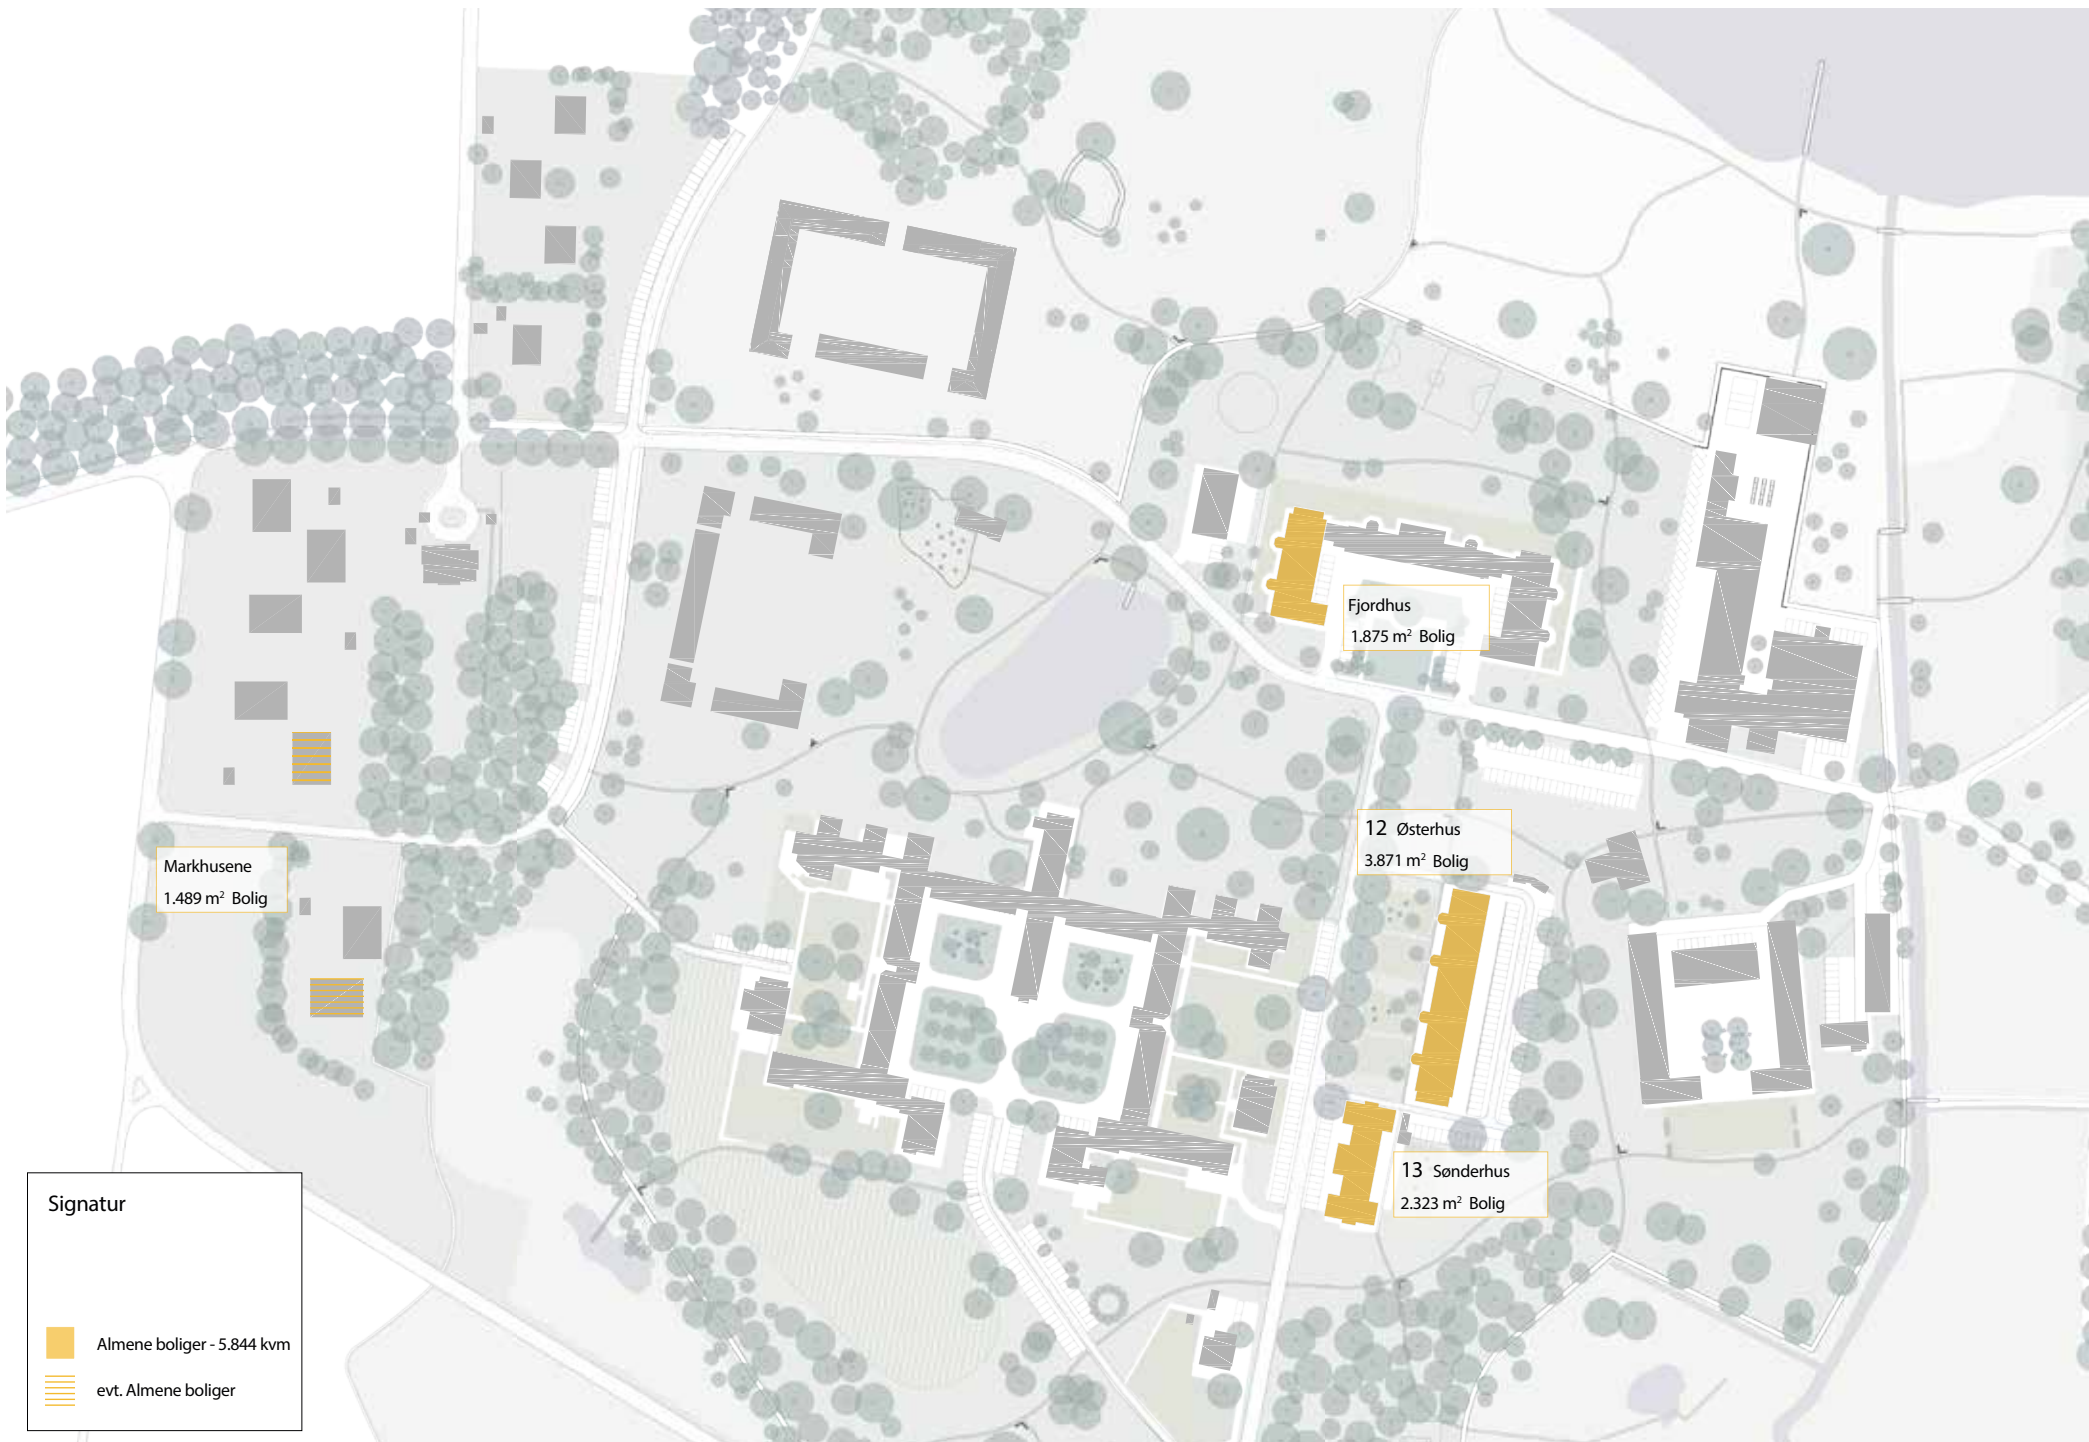 Fjordhus
1.875 m² Bolig
12 Østerhus
3.871 m² Bolig
Markhusene
1.489 m² Bolig
13 Sønderhus
2.323 m² Bolig
Signatur
Almene boliger - 5.844 kvm
evt. Almene boliger